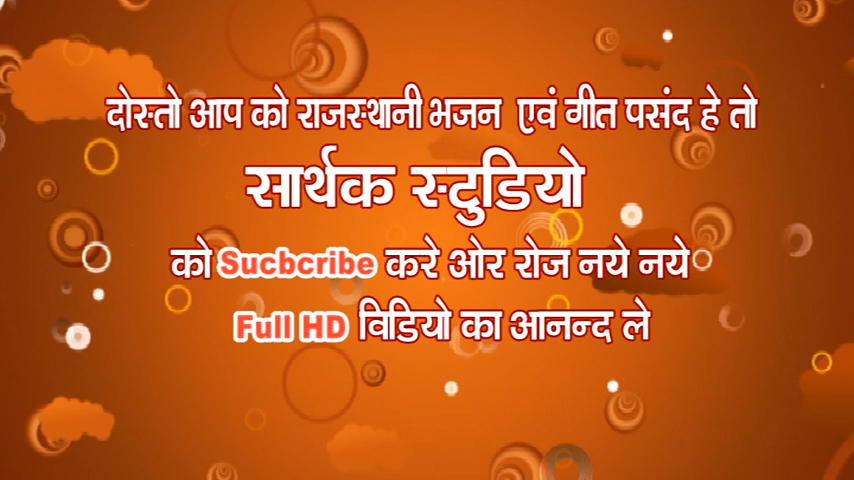 दोस्तो आप को राजस्थानी भजन एवं गीत पसंद हे तो
सार्थक स्टुडियो
को Sucbcribe करे ओर रोज नये नये
Full HD विडियो का आनन्द ले